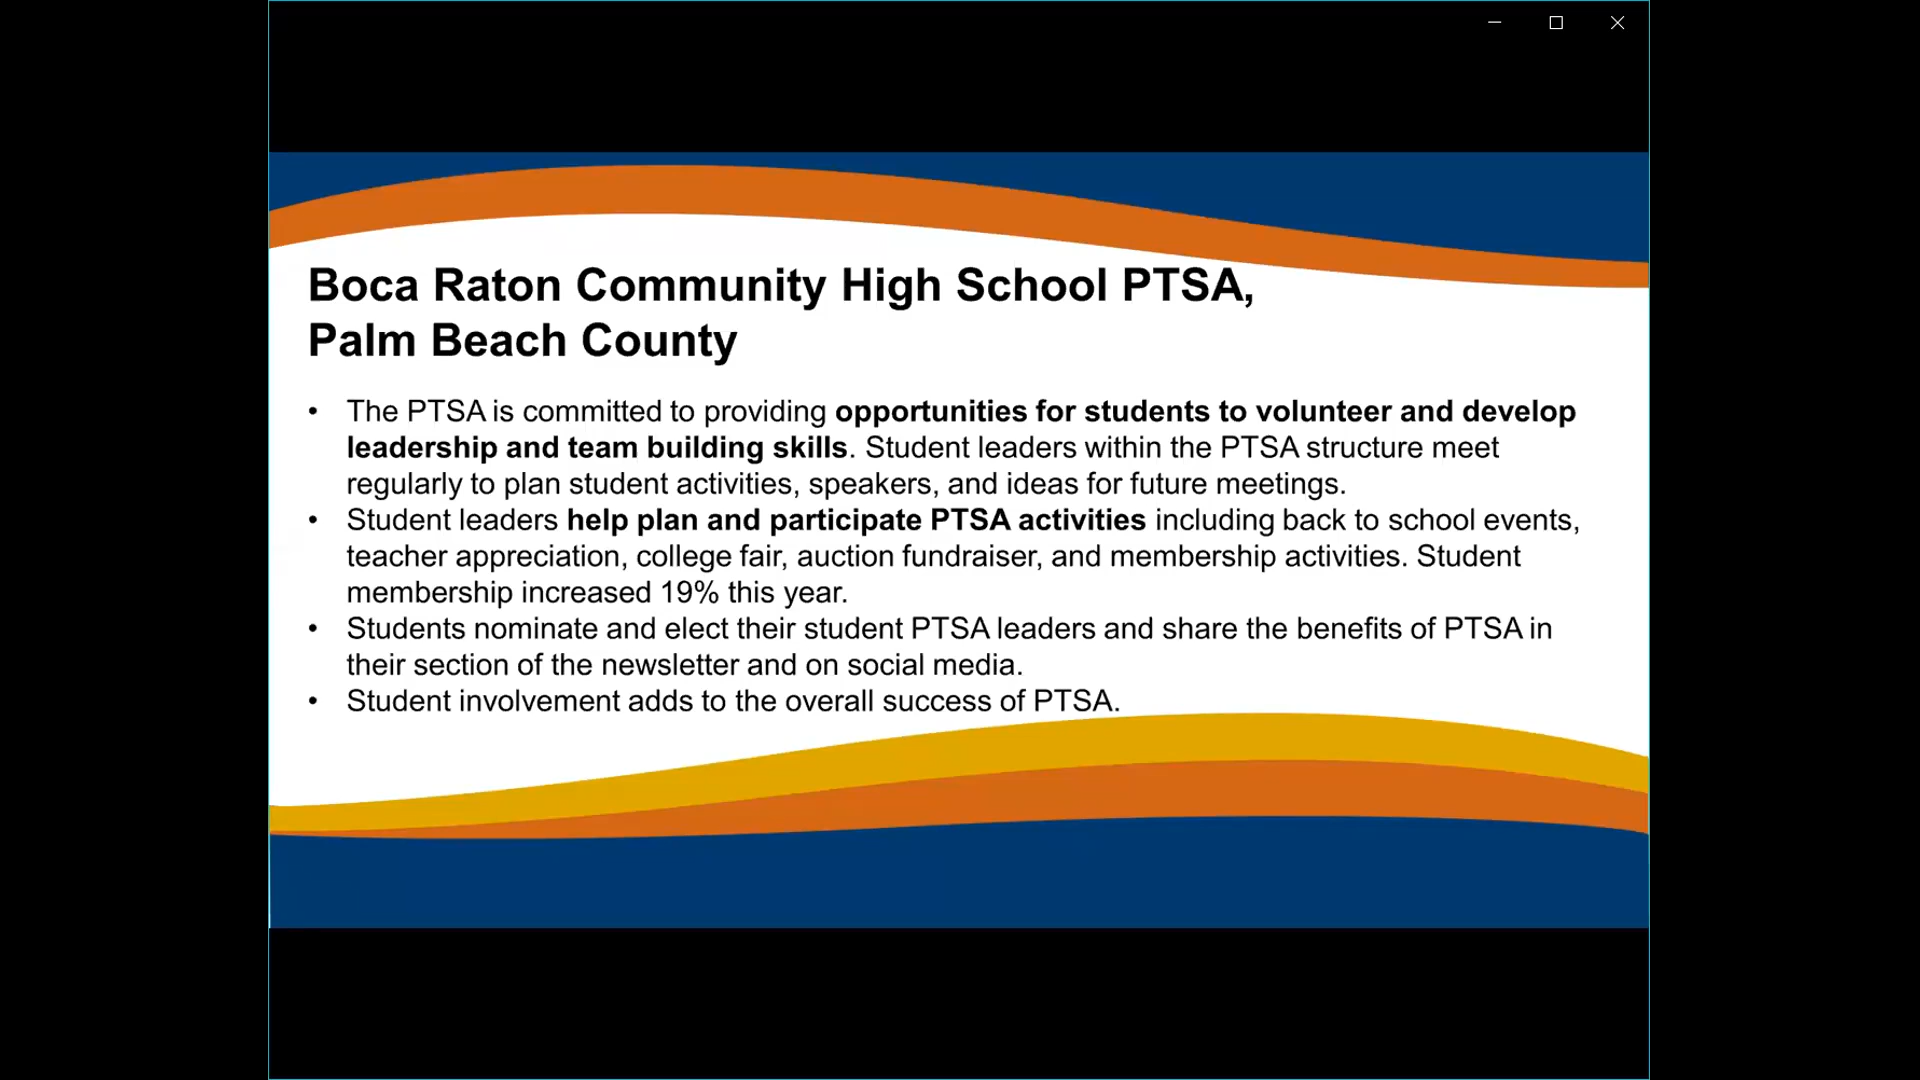 Boca Raton Community High School PTSA,
Palm Beach County
• The PTSA is committed to providing opportunities for students to volunteer and develop
leadership and team building skills. Student leaders within the PTSA structure meet
regularly to plan student activities, speakers, and ideas for future meetings.
• Student leaders help plan and participate PTSA activities including back to school events,
teacher appreciation, college fair, auction fundraiser, and membership activities. Student
membership increased 19% this year.
• Students nominate and elect their student PTSA leaders and share the benefits of PTSA in
their section of the newsletter and on social media.
• Student involvement adds to the overall success of PTSA.